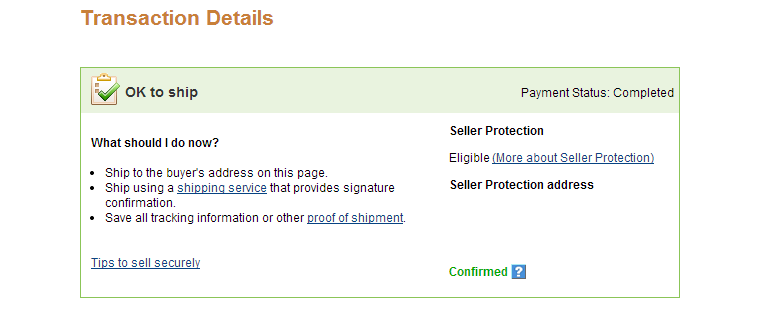 Transaction Details
OK to ship
Payment Status: Completed
What should I do now?
Ship to the buyer's address on this page.
Ship using a shipping service that provides signature
confirmation.
Save all tracking information or other proof of shipment.
Tips to sell securely
Seller Protection
Eligible (More about Seller Protection)
Seller Protection address
Confirmed ?